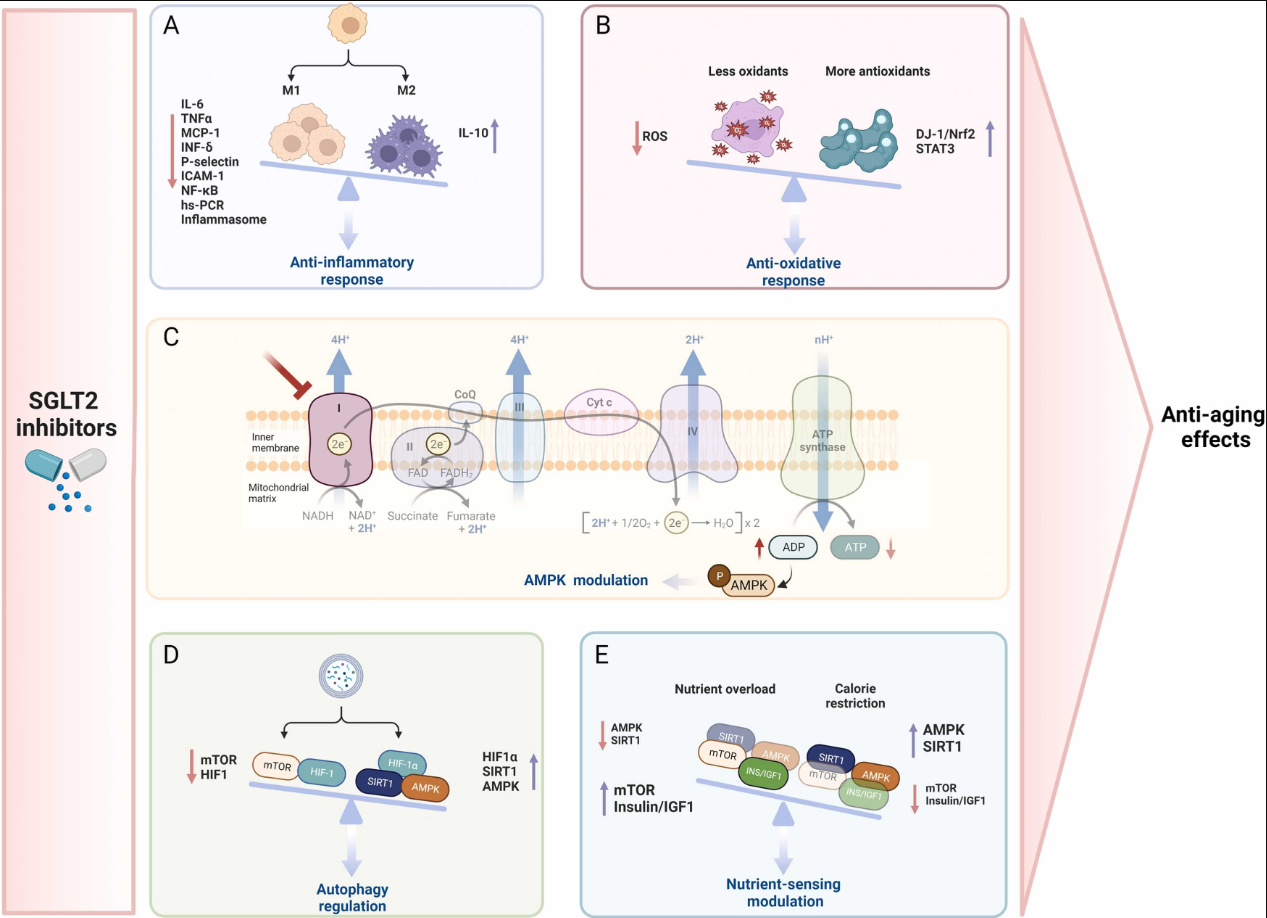 SGLT2
inhibitors
A
M1
M2
IL-6
TNFα
MCP-1
INF-δ
P-selectin
ICAM-1
NF-κB
hs-PCR
Inflammasome
IL-10
Anti-inflammatory
response
B
Less oxidants
More antioxidants
ROS
DJ-1/Nrf2
STAT3
Anti-oxidative
response
C
4H⁺
4H⁺
2H⁺
nH⁺
I
CoQ
III
Cyt c
IV
ATP
synthase
Inner
membrane
2e⁻
II
2e⁻
FAD
FADH₂
Mitochondrial
matrix
NADH
NAD⁺
+ 2H⁺
Succinate
Fumarate
+ 2H⁺
[ 2H⁺ + 1/2O₂ + 2e⁻ → H₂O ] x 2
ADP
ATP
P
AMPK
AMPK modulation
D
mTOR
HIF1
mTOR
HIF-1
HIF-1α
SIRT1
AMPK
HIF1α
SIRT1
AMPK
Autophagy
regulation
E
Nutrient overload
Calorie
restriction
AMPK
SIRT1
mTOR
Insulin/IGF1
SIRT1
mTOR
AMPK
INS/IGF1
SIRT1
mTOR
AMPK
INS/IGF1
AMPK
SIRT1
mTOR
Insulin/IGF1
Nutrient-sensing
modulation
Anti-aging
effects